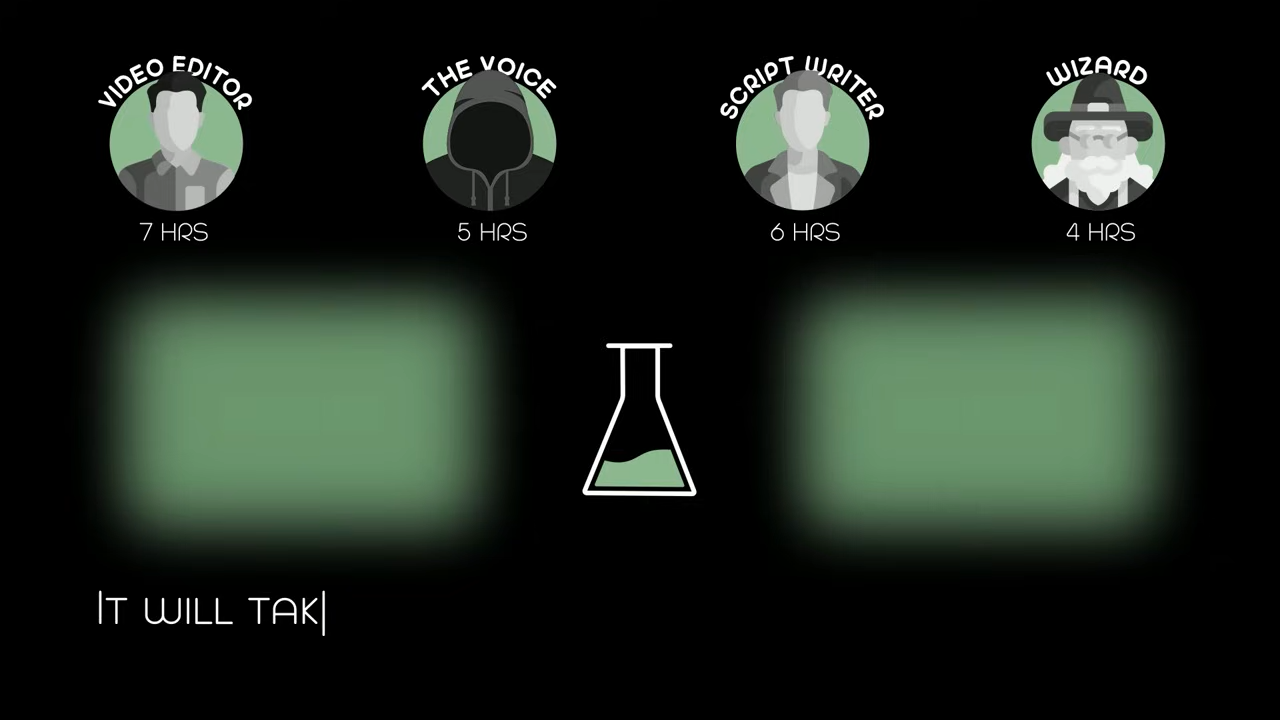 VIDEO EDITOR
THE VOICE
SCRIPT WRITER
WIZARD
7 HRS
5 HRS
6 HRS
4 HRS
IT WILL TAK